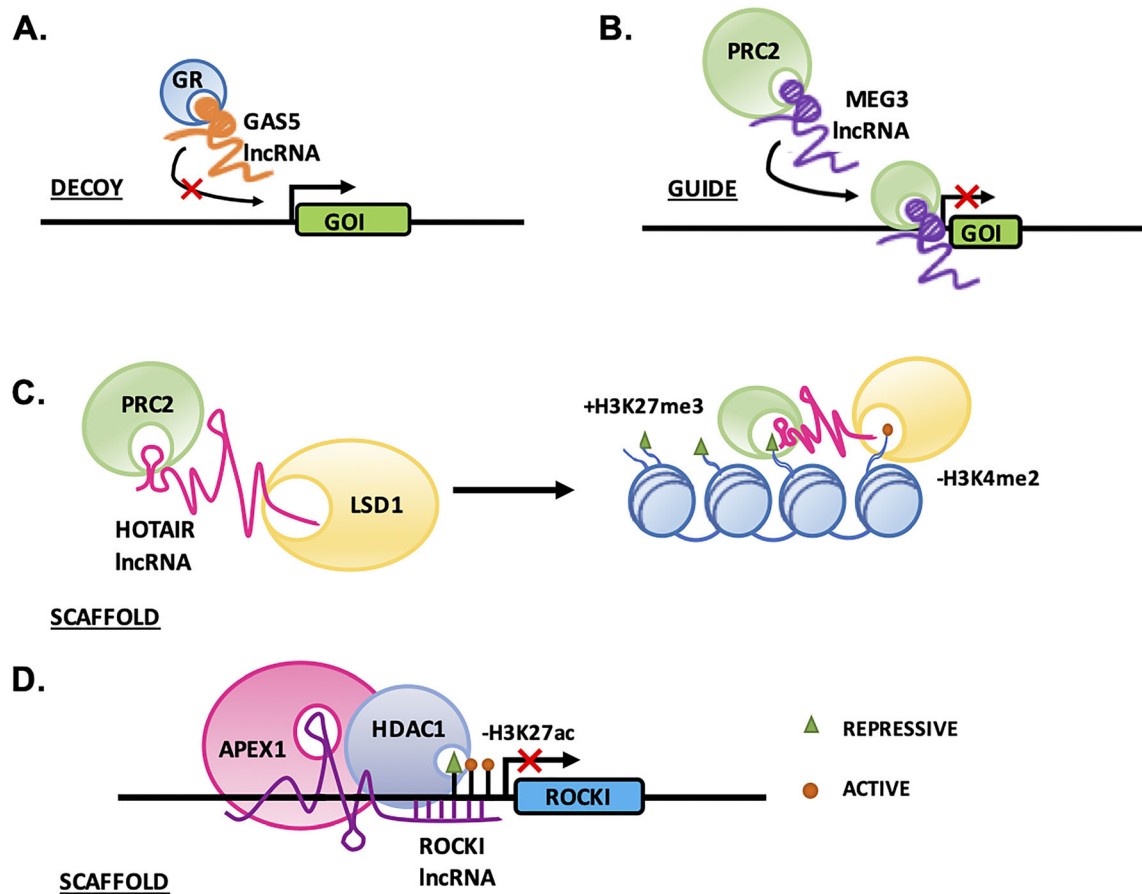 A.
GR
GAS5
lncRNA
DECOY
GOI
B.
PRC2
MEG3
lncRNA
GUIDE
GOI
C.
PRC2
HOTAIR
lncRNA
LSD1
+H3K27me3
-H3K4me2
SCAFFOLD
D.
APEX1
HDAC1
-H3K27ac
ROCKI
ROCKI
lncRNA
SCAFFOLD
REPRESSIVE
ACTIVE